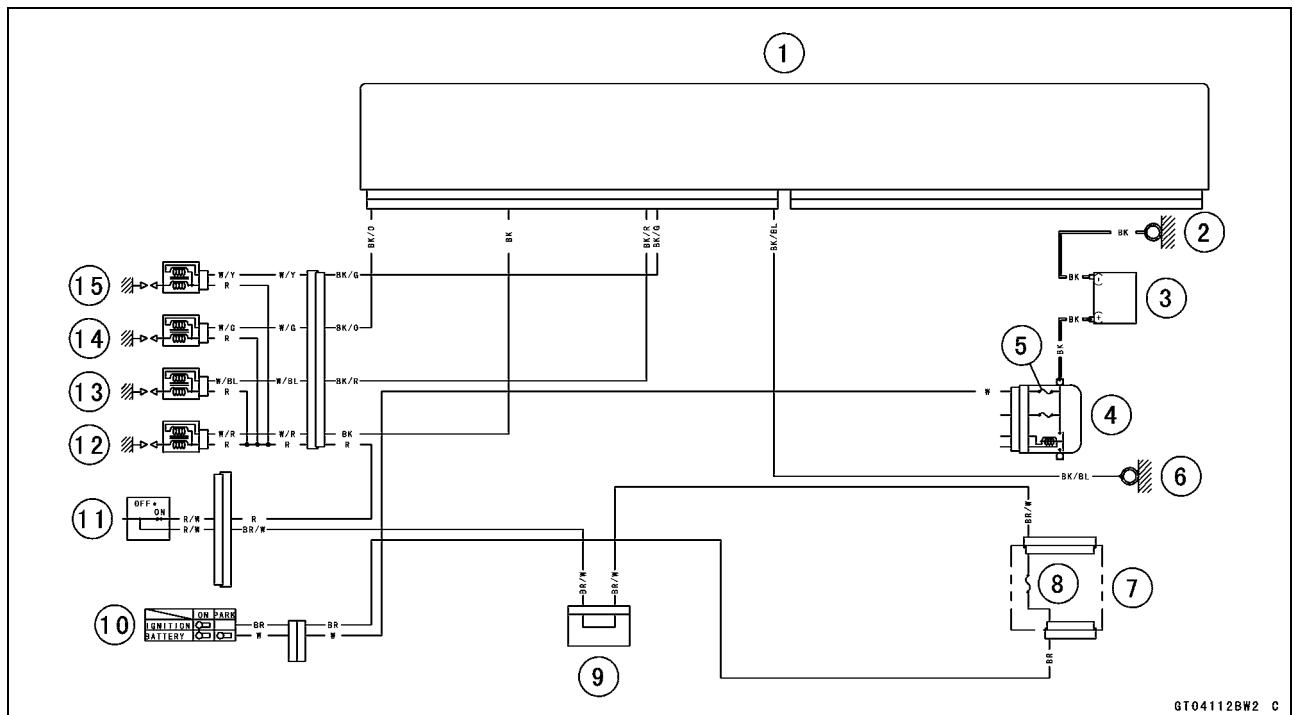 1
BK/O
BK
BK/R
BK/G
BK/BL
BK
2
BK
(-)
3
(+)
BK
BK
5
4
15
W/Y
R
W/Y
BK/G
14
W/G
R
W/G
BK/O
13
W/BL
R
W/BL
BK/R
W
12
W/R
R
W/R
R
BK
R
BK/BL
6
11
OFF
ON
R/W
R/W
R
BR/W
BR/W
8
7
BR/W
BR/W
10
ON PARK
IGNITION
BATTERY
BR
W
BR
W
9
BR
GT04112BW2 C